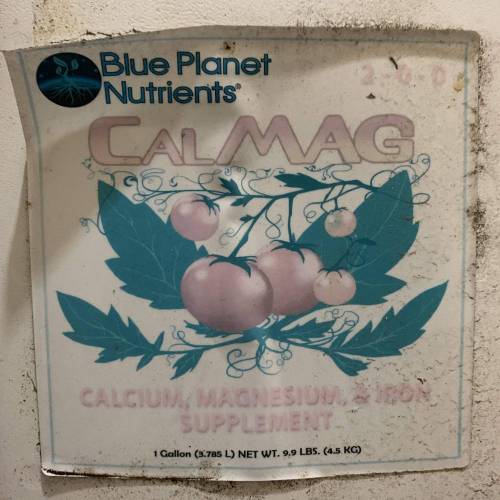 Blue Planet
Nutrients®
2-0-0
CALMAG
CALCIUM, MAGNESIUM, & IRON
SUPPLEMENT
1 Gallon (3.785 L) NET WT. 9.9 LBS. (4.5 KG)